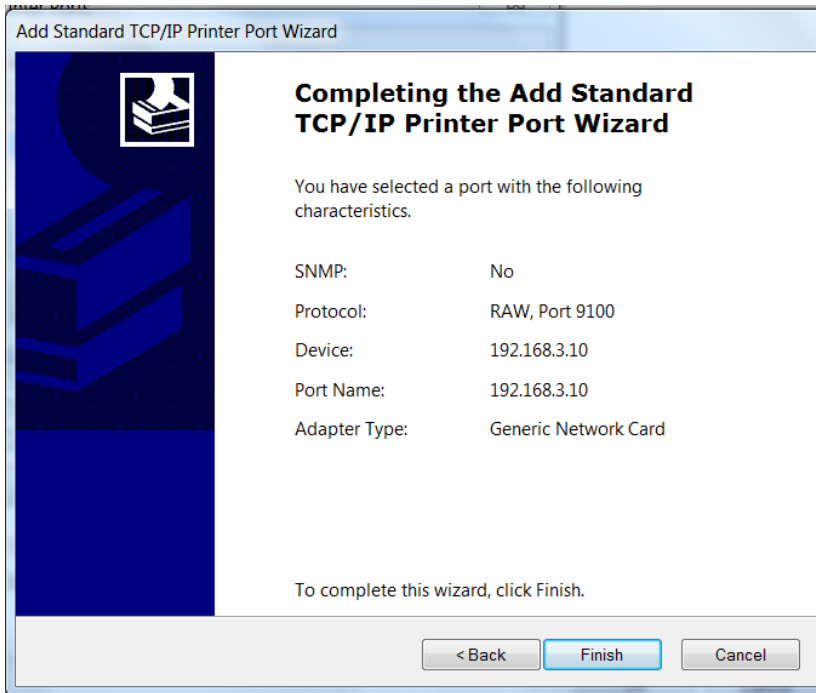 Add Standard TCP/IP Printer Port Wizard
Completing the Add Standard
TCP/IP Printer Port Wizard
You have selected a port with the following
characteristics.
SNMP: No
Protocol: RAW, Port 9100
Device: 192.168.3.10
Port Name: 192.168.3.10
Adapter Type: Generic Network Card
To complete this wizard, click Finish.
< Back Finish Cancel